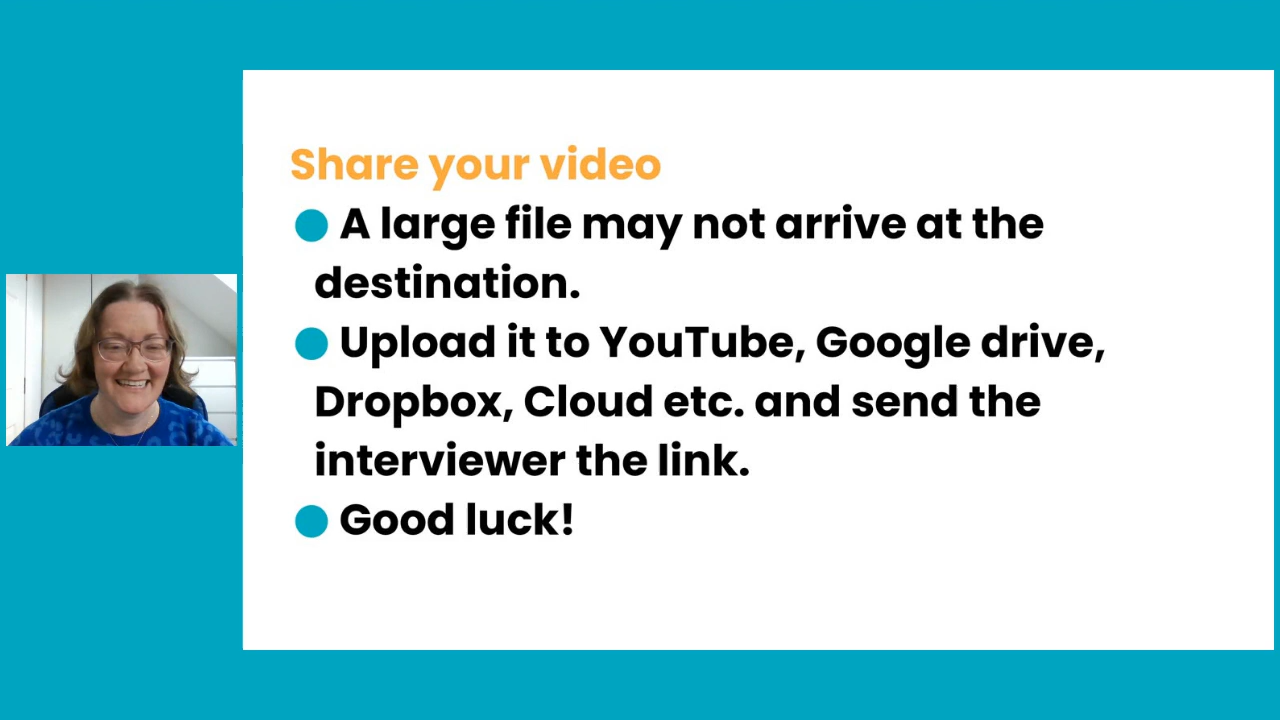 Share your video
● A large file may not arrive at the
destination.
● Upload it to YouTube, Google drive,
Dropbox, Cloud etc. and send the
interviewer the link.
● Good luck!